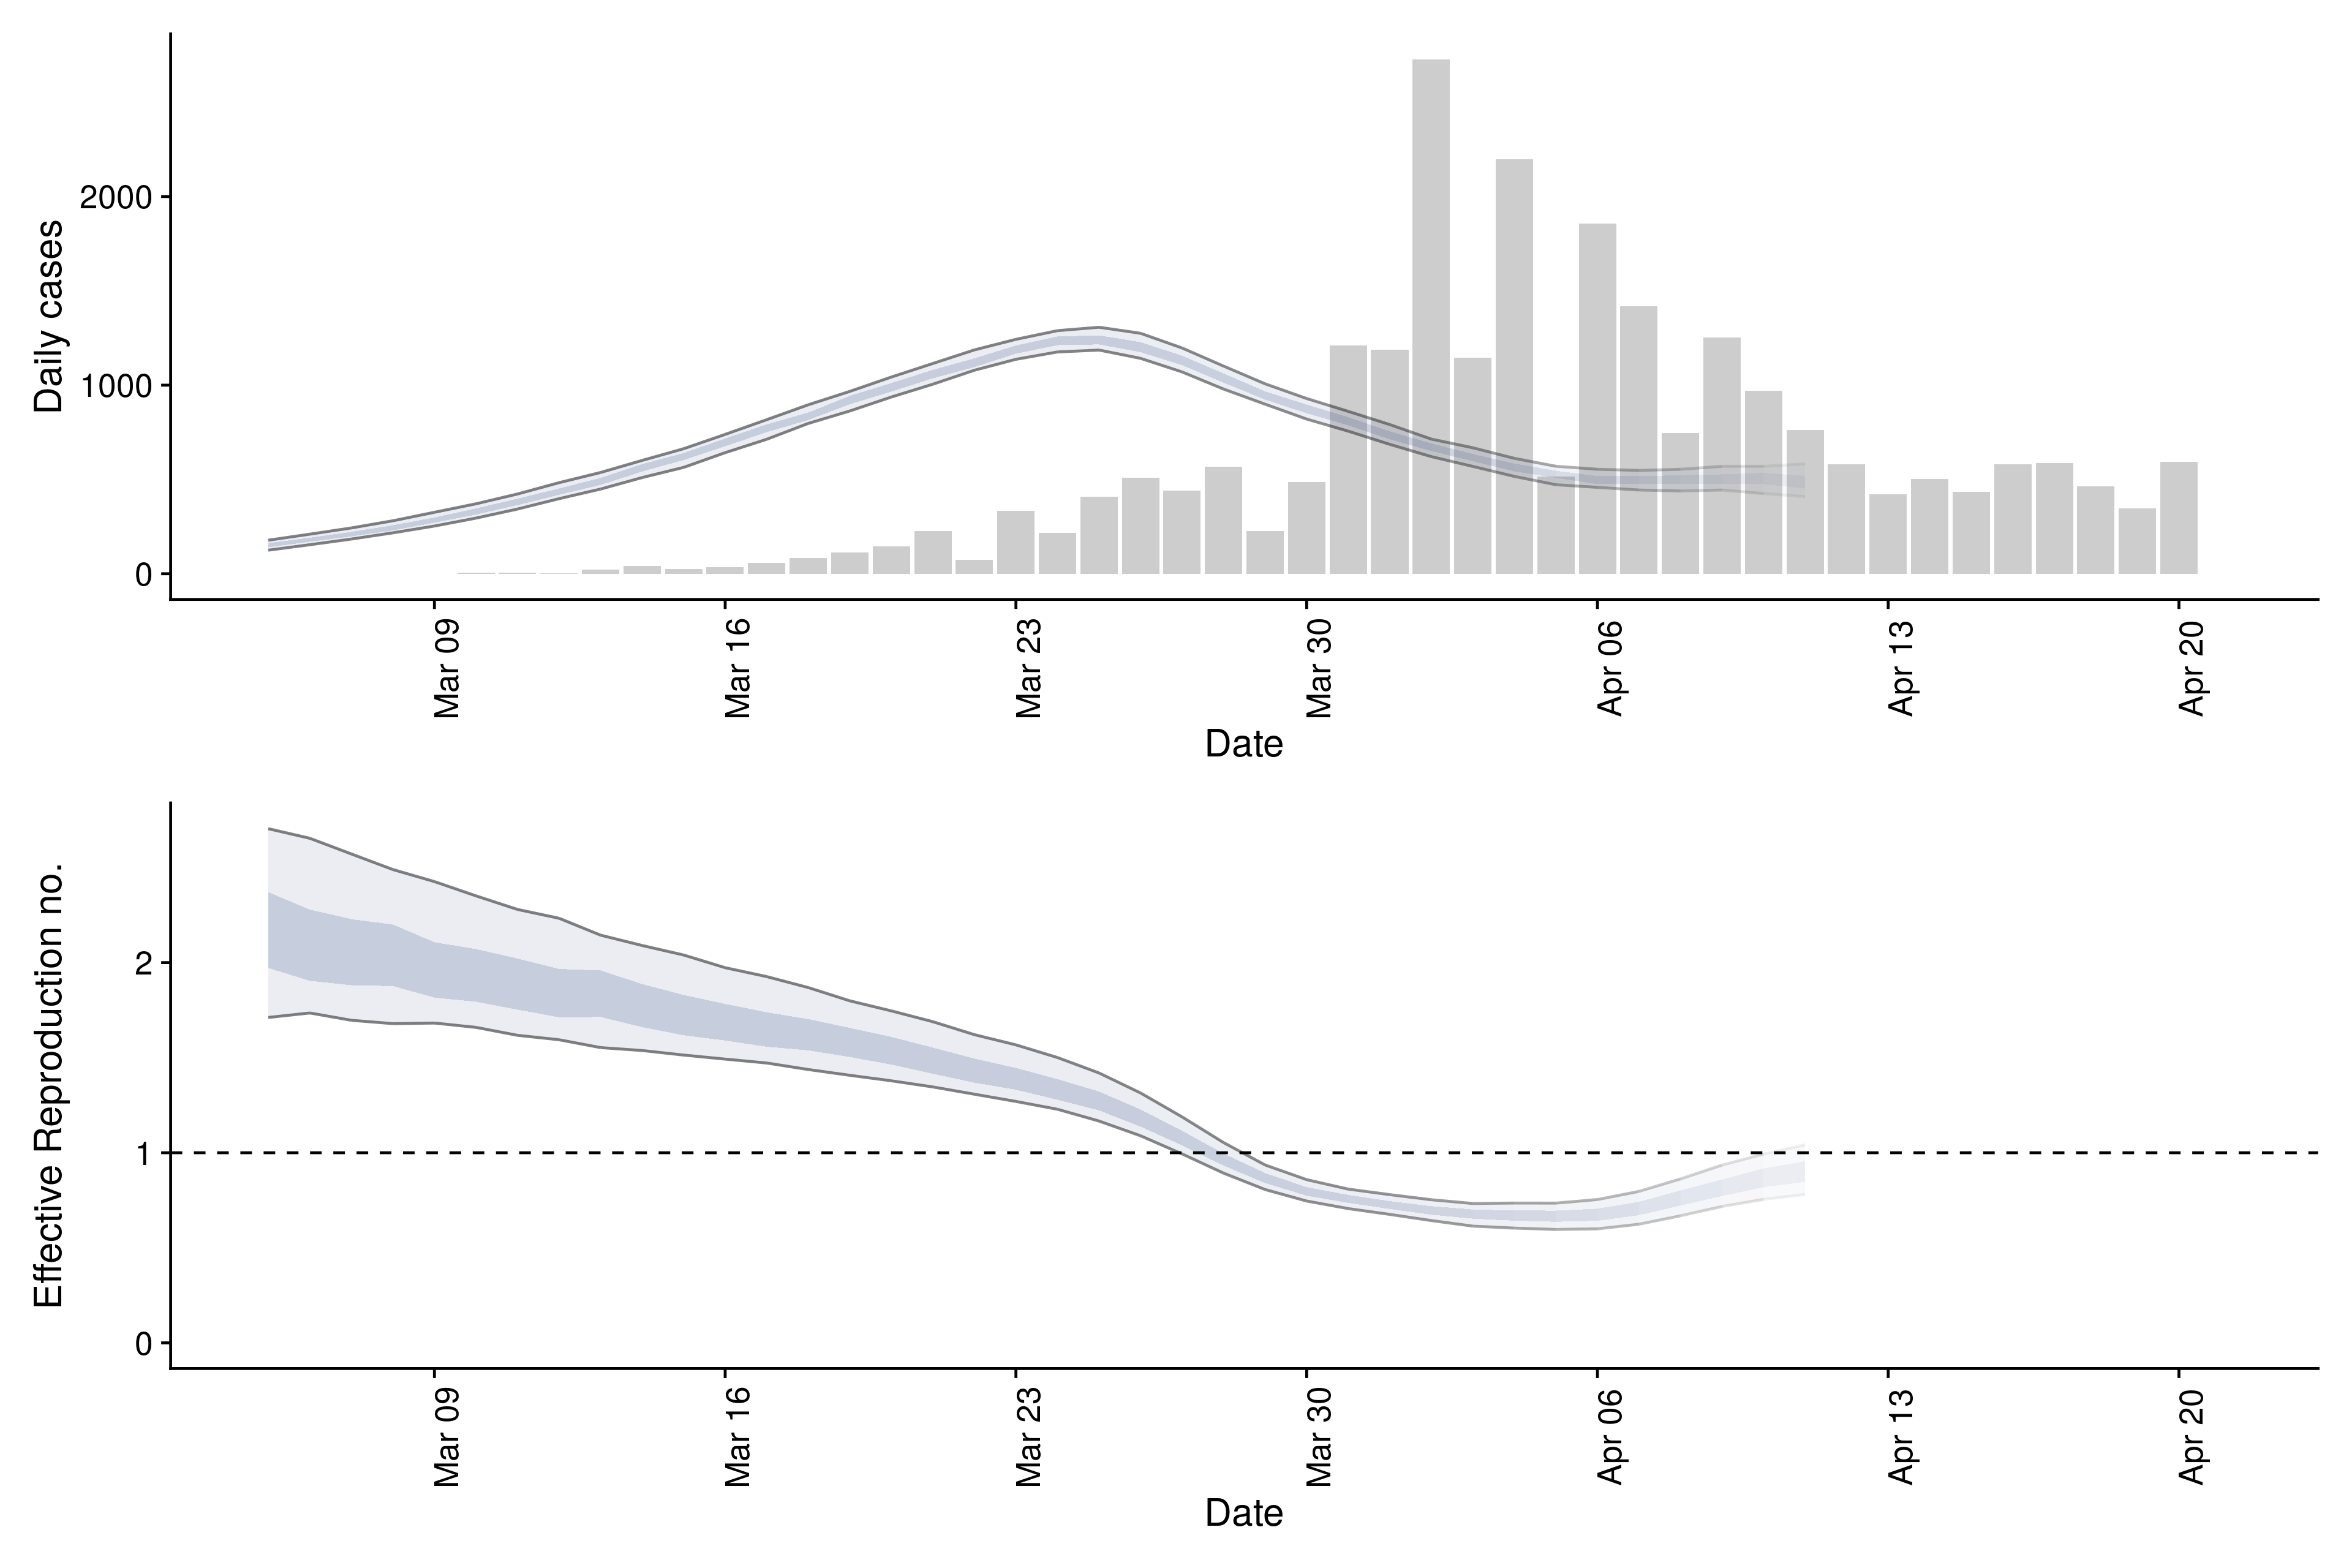 Daily cases
2000
1000
0
Mar 09
Mar 16
Mar 23
Mar 30
Apr 06
Apr 13
Apr 20
Date
Effective Reproduction no.
2
1
0
Mar 09
Mar 16
Mar 23
Mar 30
Apr 06
Apr 13
Apr 20
Date